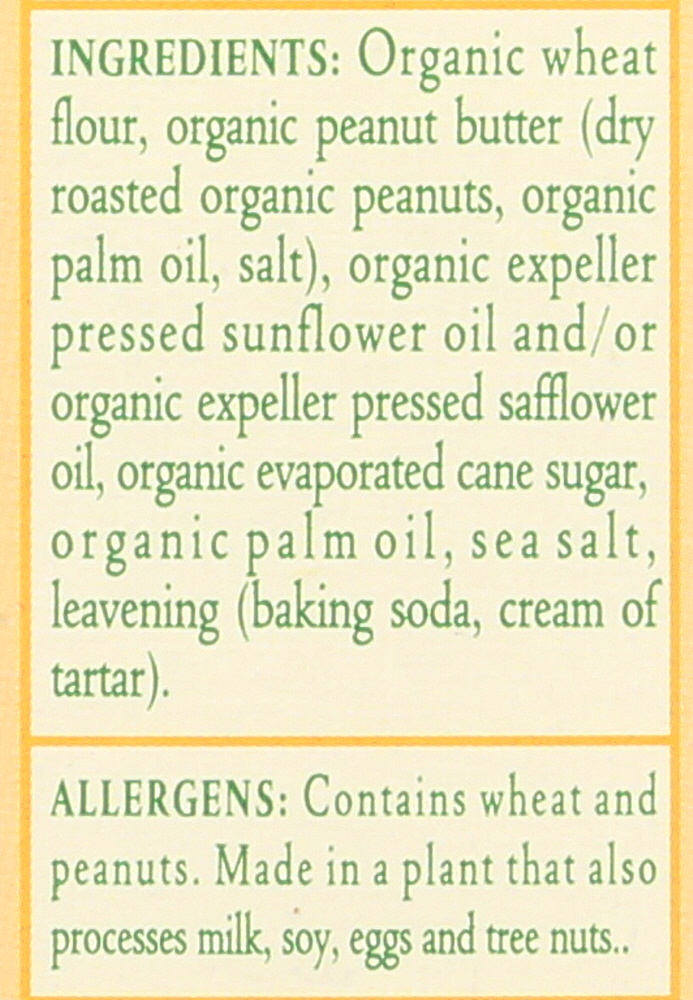 INGREDIENTS: Organic wheat
flour, organic peanut butter (dry
roasted organic peanuts, organic
palm oil, salt), organic expeller
pressed sunflower oil and/or
organic expeller pressed safflower
oil, organic evaporated cane sugar,
organic palm oil, sea salt,
leavening (baking soda, cream of
tartar).
ALLERGENS: Contains wheat and
peanuts. Made in a plant that also
processes milk, soy, eggs and tree nuts..